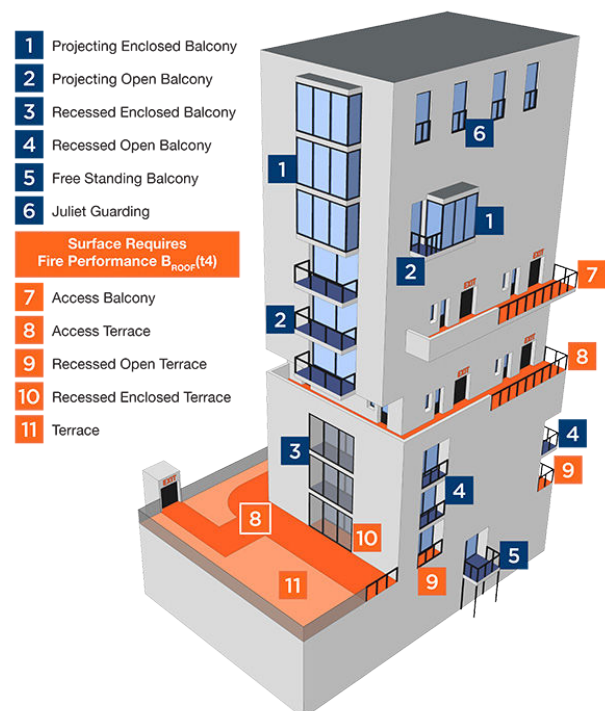 1 Projecting Enclosed Balcony
2 Projecting Open Balcony
3 Recessed Enclosed Balcony
4 Recessed Open Balcony
5 Free Standing Balcony
6 Juliet Guarding
Surface Requires
Fire Performance B_ROOF(t4)
7 Access Balcony
8 Access Terrace
9 Recessed Open Terrace
10 Recessed Enclosed Terrace
11 Terrace
6
1
1
2
EXIT
EXIT
7
2
EXIT
EXIT
8
3
4
4
9
EXIT
8
10
9
5
11